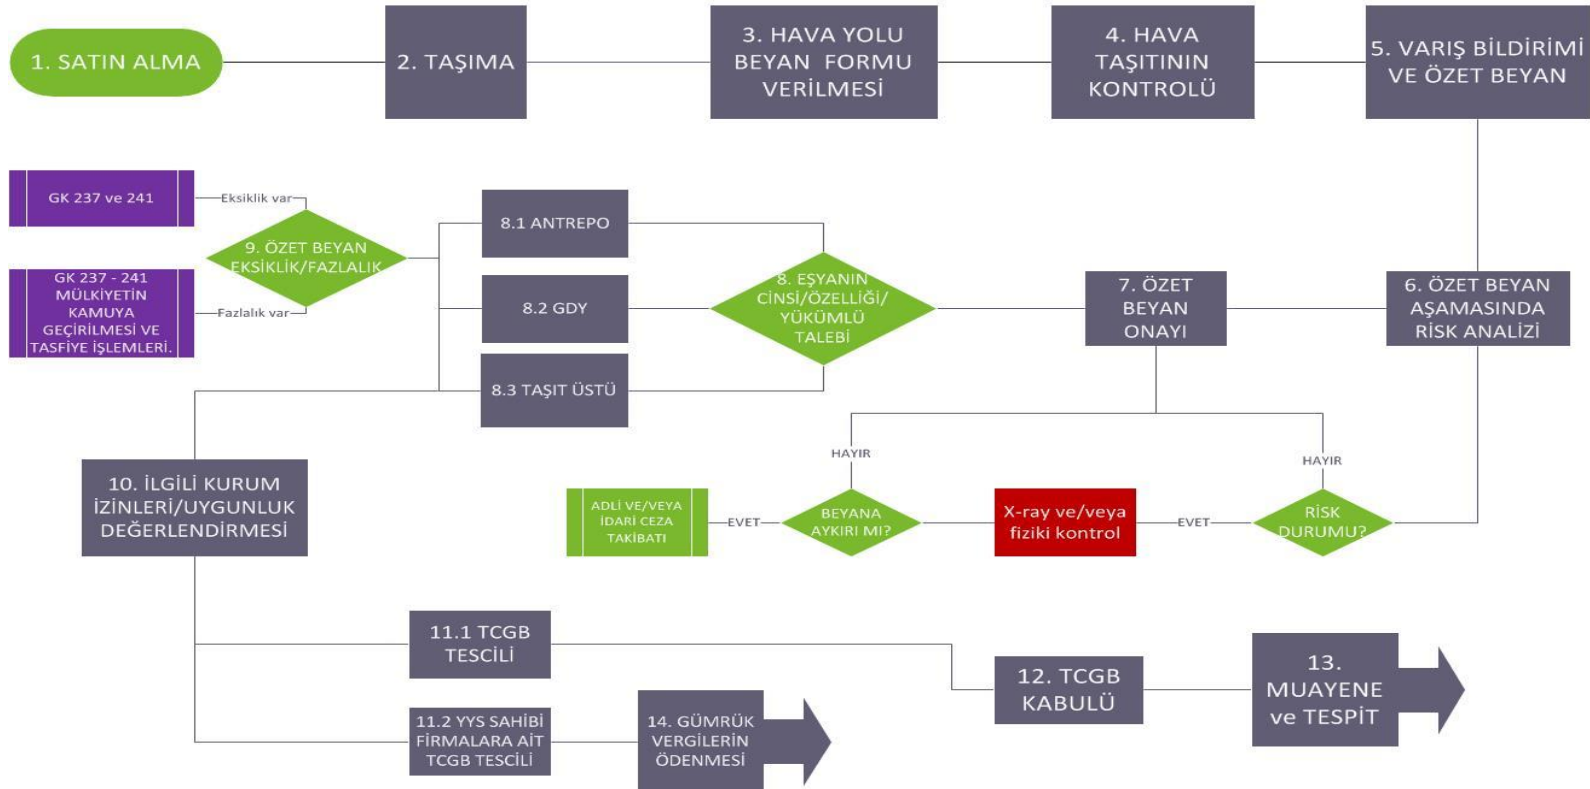 1. SATIN ALMA
2. TAŞIMA
3. HAVA YOLU
BEYAN FORMU
VERİLMESİ
4. HAVA
TAŞITININ
KONTROLÜ
5. VARIŞ BİLDİRİMİ
VE ÖZET BEYAN
GK 237 ve 241
Eksiklik var
9. ÖZET BEYAN
EKSİKLİK/FAZLALIK
GK 237 - 241
MÜLKİYETİN
KAMUYA
GEÇİRİLMESİ VE
TASFİYE İŞLEMLERİ.
Fazlalık var
8.1 ANTREPO
8.2 GDY
8.3 TAŞIT ÜSTÜ
8. EŞYANIN
CİNSİ/ÖZELLİĞİ/
YÜKÜMLÜ
TALEBİ
7. ÖZET
BEYAN
ONAYI
6. ÖZET BEYAN
AŞAMASINDA
RİSK ANALİZİ
HAYIR
HAYIR
10. İLGİLİ KURUM
İZİNLERİ/UYGUNLUK
DEĞERLENDİRMESİ
ADLİ VE/VEYA
İDARİ CEZA
TAKİBATI
EVET
BEYANA
AYKIRI MI?
X-ray ve/veya
fiziki kontrol
EVET
RİSK
DURUMU?
11.1 TCGB
TESCİLİ
12. TCGB
KABULÜ
13.
MUAYENE
ve TESPİT
11.2 YYS SAHİBİ
FİRMALARA AİT
TCGB TESCİLİ
14. GÜMRÜK
VERGİLERİN
ÖDENMESİ